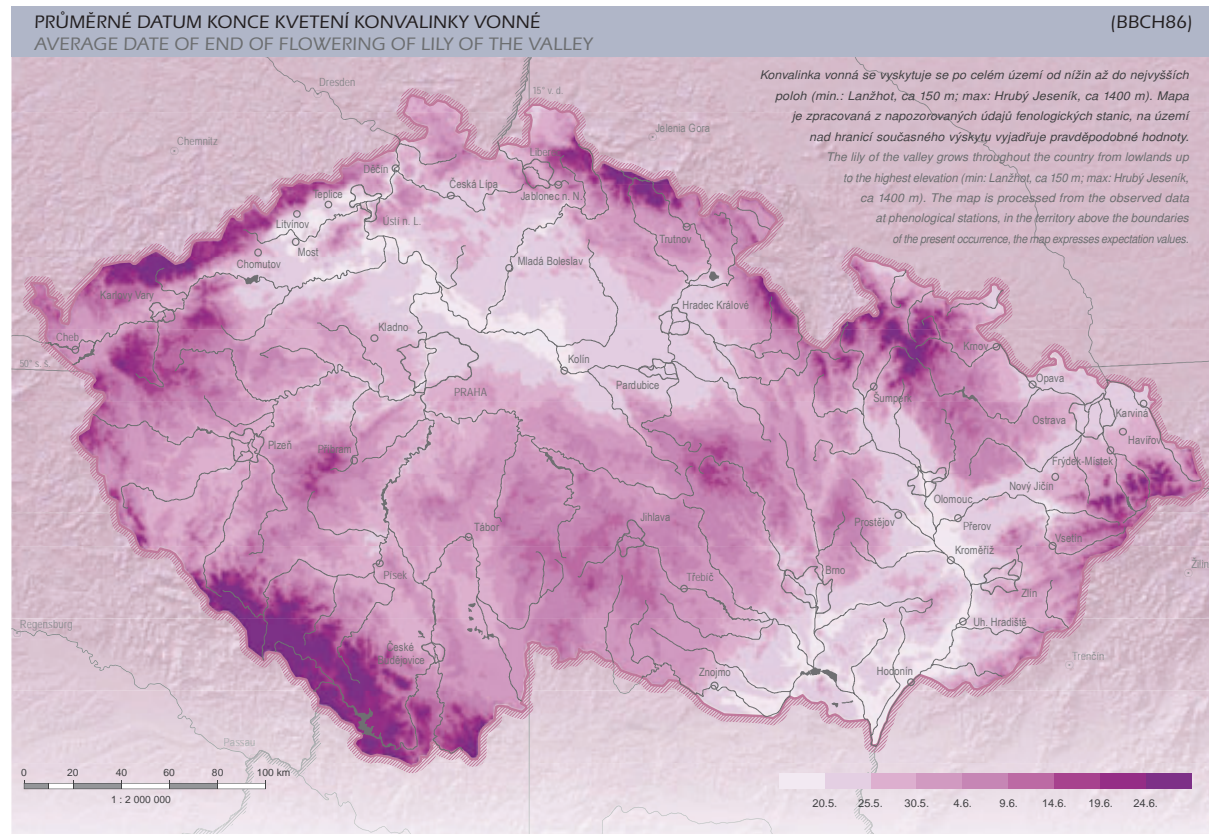 PRŮMĚRNÉ DATUM KONCE KVETENÍ KONVALINKY VONNÉ
(BBCH86)
AVERAGE DATE OF END OF FLOWERING OF LILY OF THE VALLEY
Konvalinka vonná se vyskytuje se po celém území od nížin až do nejvyšších
poloh (min.: Lanžhot, ca 150 m; max: Hrubý Jeseník, ca 1400 m). Mapa
je zpracovaná z napozorovaných údajů fenologických stanic, na území
nad hranicí současného výskytu vyjadřuje pravděpodobné hodnoty.
The lily of the valley grows throughout the country from lowlands up
to the highest elevation (min: Lanžhot, ca 150 m; max: Hrubý Jeseník,
ca 1400 m). The map is processed from the observed data
at phenological stations, in the territory above the boundaries
of the present occurrence, the map expresses expectation values.
Dresden
15° v. d.
Chemnitz
Jelenia Góra
Liberec
Děčín
Česká Lípa
Jablonec n. N.
Teplice
Ústí n. L.
Litvínov
Most
Trutnov
Chomutov
Mladá Boleslav
Karlovy Vary
Hradec Králové
Cheb
Kladno
Krnov
50° s. š.
Kolín
Pardubice
Opava
PRAHA
Šumperk
Karviná
Ostrava
Havířov
Plzeň
Příbram
Frýdek-Místek
Nový Jičín
Olomouc
Prostějov
Přerov
Jihlava
Tábor
Vsetín
Kroměříž
Písek
Třebíč
Brno
Zlín
Regensburg
Uh. Hradiště
České
Budějovice
Trenčín
Znojmo
Hodonín
Passau
0 20 40 60 80 100 km
1 : 2 000 000
20.5. 25.5. 30.5. 4.6. 9.6. 14.6. 19.6. 24.6.